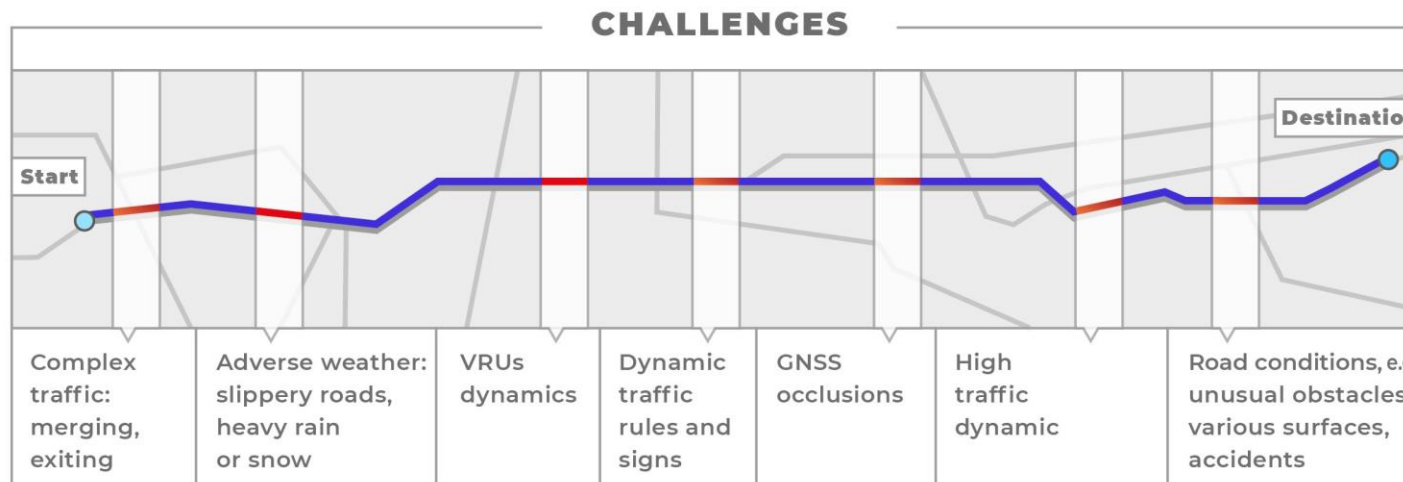 CHALLENGES
Start
Destinatio
Complex
traffic:
merging,
exiting
Adverse weather:
slippery roads,
heavy rain
or snow
VRUs
dynamics
Dynamic
traffic
rules and
signs
GNSS
occlusions
High
traffic
dynamic
Road conditions, e.
unusual obstacles
various surfaces,
accidents